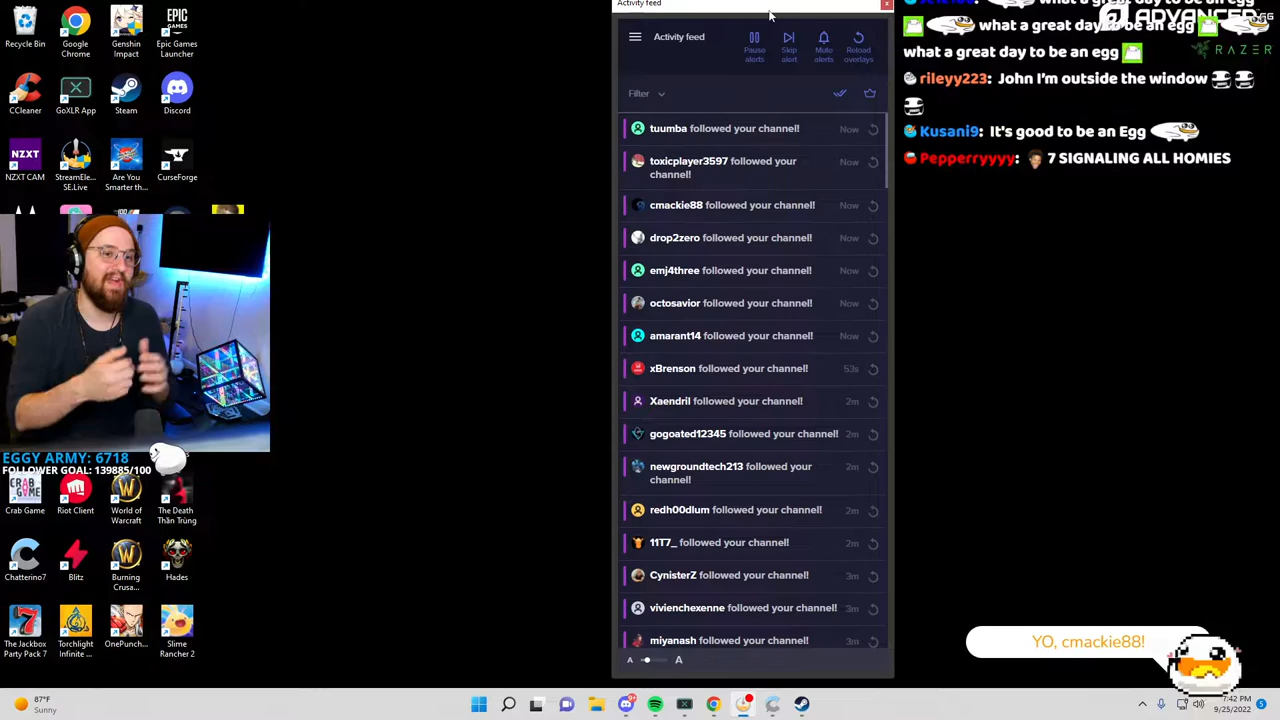 Recycle Bin
Google Chrome
Genshin Impact
Epic Games Launcher
EPIC GAMES
CCleaner
GoXLR App
Steam
Discord
NZXT
NZXT CAM
StreamEle... SE.Live
Are You Smarter th...
CurseForge
EGGY ARMY: 6718
FOLLOWER GOAL: 139885/100
Crab Game
Riot Client
World of Warcraft
The Death Thần Trùng
Chatterino7
Blitz
Burning Crusa...
Hades
The Jackbox Party Pack 7
Torchlight Infinite ...
OnePunch...
Slime Rancher 2
Activity feed
Activity feed
Pause alerts
Skip alert
Mute alerts
Reload overlays
Filter
tuumba followed your channel! Now
toxicplayer3597 followed your channel! Now
cmackie88 followed your channel! Now
drop2zero followed your channel! Now
emj4three followed your channel! Now
octosavior followed your channel! Now
amarant14 followed your channel! Now
xBrenson followed your channel! 53s
Xaendril followed your channel! 2m
gogoated12345 followed your channel! 2m
newgroundtech213 followed your channel! 2m
redh00dlum followed your channel! 2m
11T7_ followed your channel! 2m
CynisterZ followed your channel! 3m
vivienchexenne followed your channel! 3m
miyanash followed your channel! 3m
A A
ADVANCED GG
RAZER
what a great day to be an egg
what a great day to be an egg
rileyy223: John I'm outside the window
Kusani9: It's good to be an Egg
Pepperryyyy: 7 SIGNALING ALL HOMIES
YO, cmackie88!
87°F
Sunny
7:42 PM
9/25/2022
5